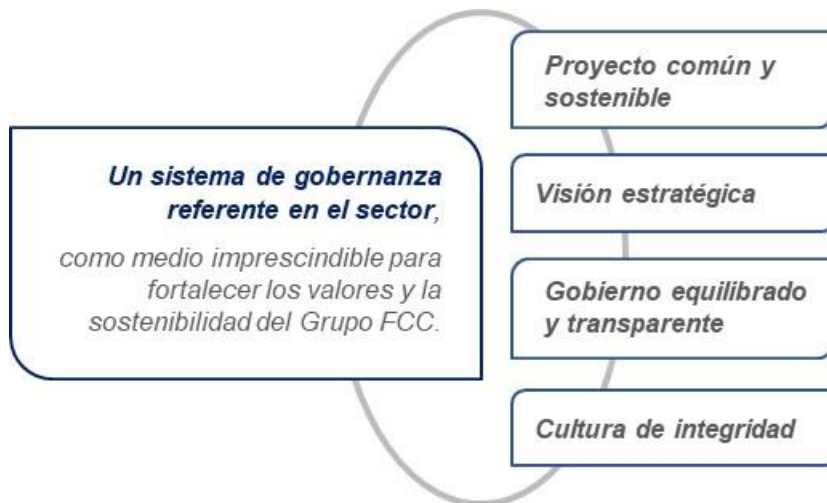 Un sistema de gobernanza
referente en el sector,
como medio imprescindible para
fortalecer los valores y la
sostenibilidad del Grupo FCC.
Proyecto común y
sostenible
Visión estratégica
Gobierno equilibrado
y transparente
Cultura de integridad